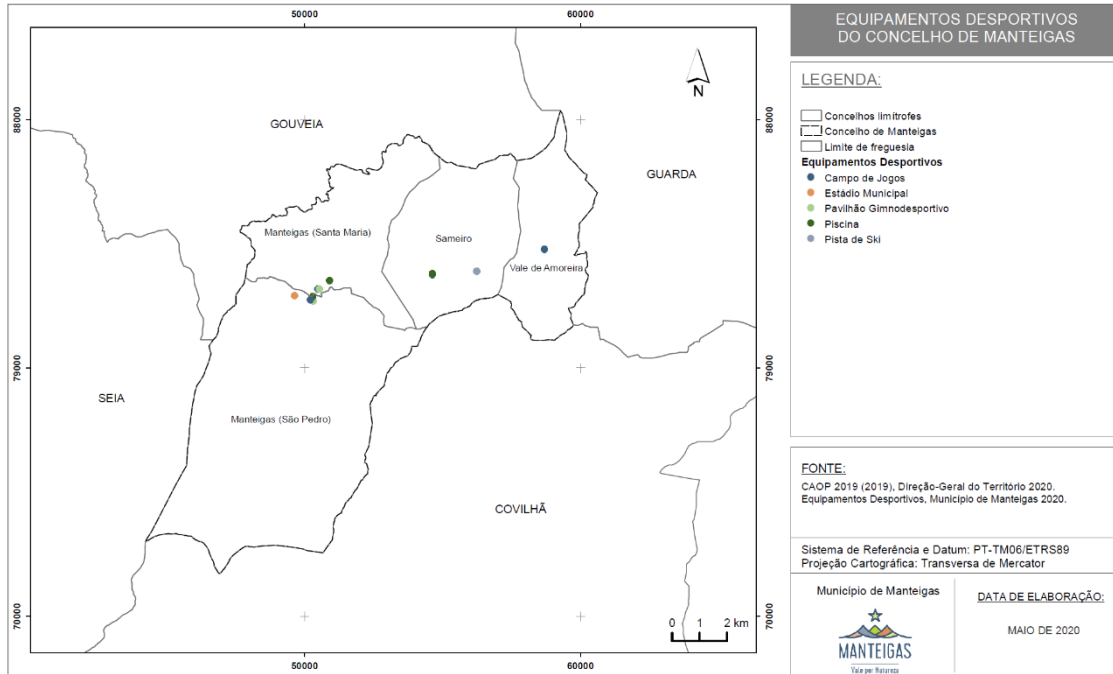 50000
60000
88000
88000
79000
79000
70000
70000
50000
60000
GOUVEIA
N
GUARDA
Manteigas (Santa Maria)
Sameiro
Vale de Amoreira
SEIA
Manteigas (São Pedro)
COVILHÃ
0 1 2 km
EQUIPAMENTOS DESPORTIVOS
DO CONCELHO DE MANTEIGAS
LEGENDA:
Concelhos limítrofes
Concelho de Manteigas
Limite de freguesia
Equipamentos Desportivos
Campo de Jogos
Estádio Municipal
Pavilhão Gimnodesportivo
Piscina
Pista de Ski
FONTE:
CAOP 2019 (2019), Direção-Geral do Território 2020.
Equipamentos Desportivos, Município de Manteigas 2020.
Sistema de Referência e Datum: PT-TM06/ETRS89
Projeção Cartográfica: Transversa de Mercator
Município de Manteigas
MANTEIGAS
Vale por Natureza
DATA DE ELABORAÇÃO:
MAIO DE 2020